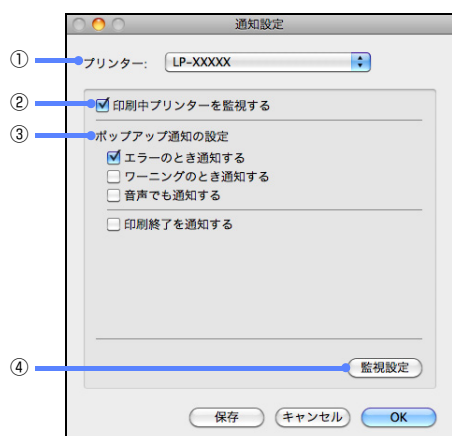 通知設定
① プリンター: LP-XXXXX
② 印刷中プリンターを監視する
③ ポップアップ通知の設定
エラーのとき通知する
ワーニングのとき通知する
音声でも通知する
印刷終了を通知する
④ 監視設定
保存 キャンセル OK